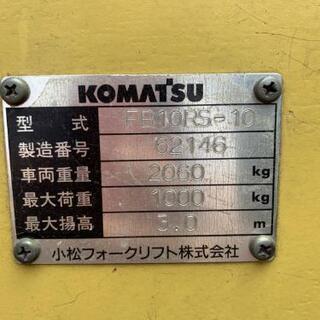 KOMATSU
型式 FB10RS-10
製造番号 62146
車両重量 2060 kg
最大荷重 1000 kg
最大揚高 3.0 m
小松フォークリフト株式会社